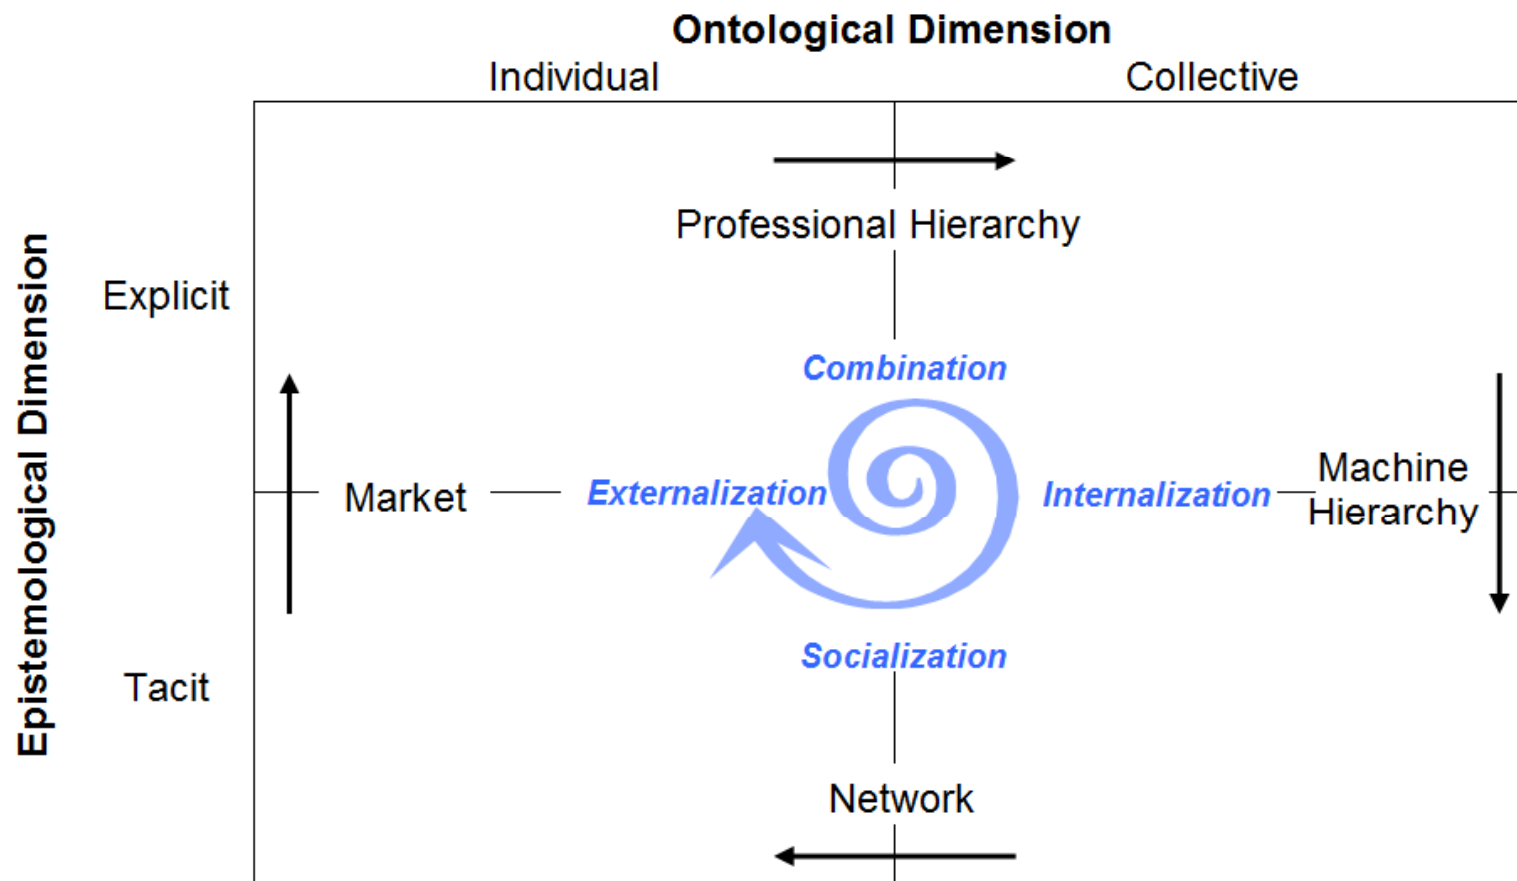 Ontological Dimension
Individual
Collective
Professional Hierarchy
Epistemological Dimension
Explicit
Combination
Market
Externalization
Internalization
Machine
Hierarchy
Socialization
Tacit
Network